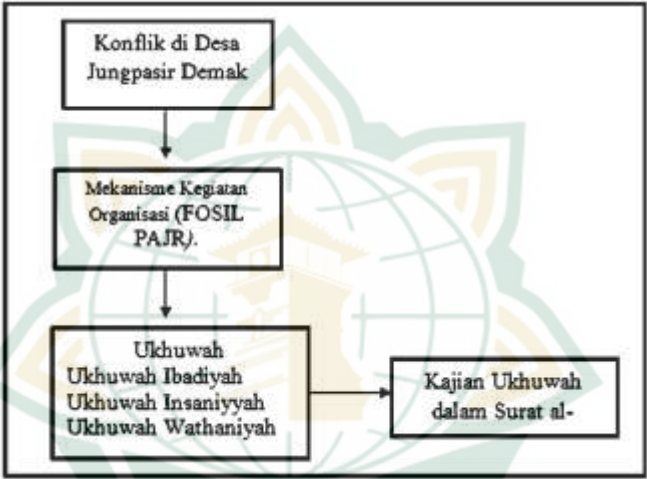 Konflik di Desa
Jungpasir Demak
Mekanisme Kegiatan
Organisasi (FOSIL
PAJR).
Ukhuwah
Ukhuwah Ibadiyah
Ukhuwah Insaniyyah
Ukhuwah Wathaniyah
Kajian Ukhuwah
dalam Surat al-